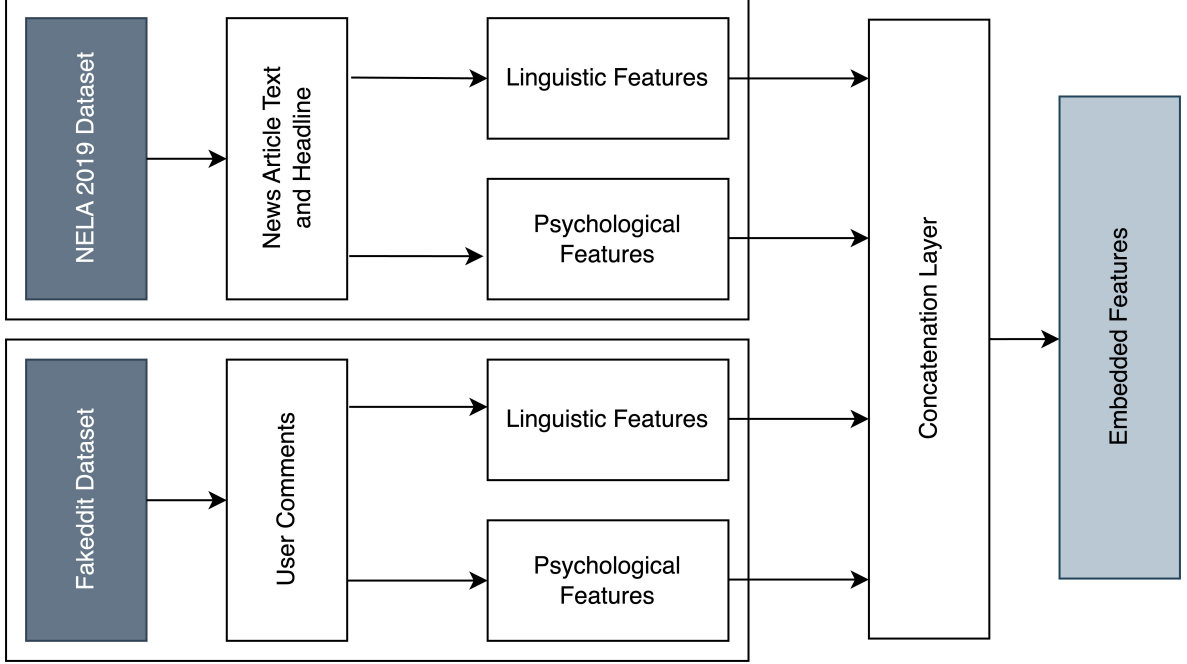 NELA 2019 Dataset
News Article Text
and Headline
Linguistic Features
Psychological
Features
Fakeddit Dataset
User Comments
Linguistic Features
Psychological
Features
Concatenation Layer
Embedded Features